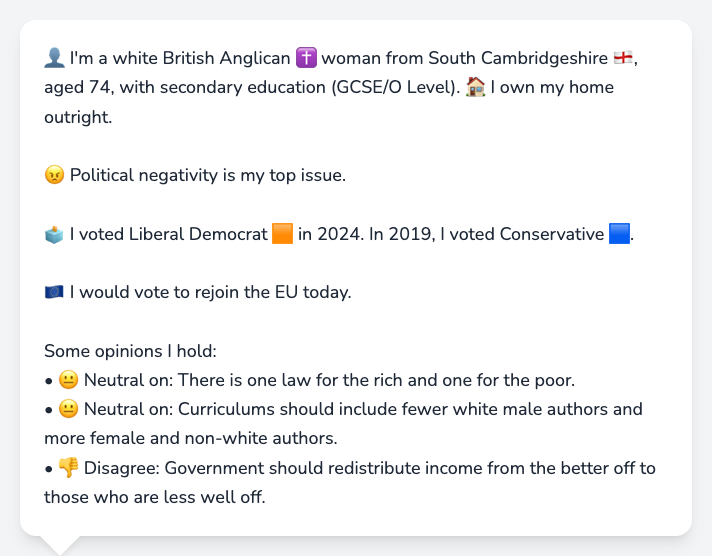 👤 I'm a white British Anglican ✝️ woman from South Cambridgeshire 🏴󠁧󠁢󠁥󠁮󠁧󠁿,
aged 74, with secondary education (GCSE/O Level). 🏠 I own my home
outright.
😠 Political negativity is my top issue.
🗳️ I voted Liberal Democrat 🟧 in 2024. In 2019, I voted Conservative 🟦.
🇪🇺 I would vote to rejoin the EU today.
Some opinions I hold:
• 😐 Neutral on: There is one law for the rich and one for the poor.
• 😐 Neutral on: Curriculums should include fewer white male authors and
more female and non-white authors.
• 👎 Disagree: Government should redistribute income from the better off to
those who are less well off.